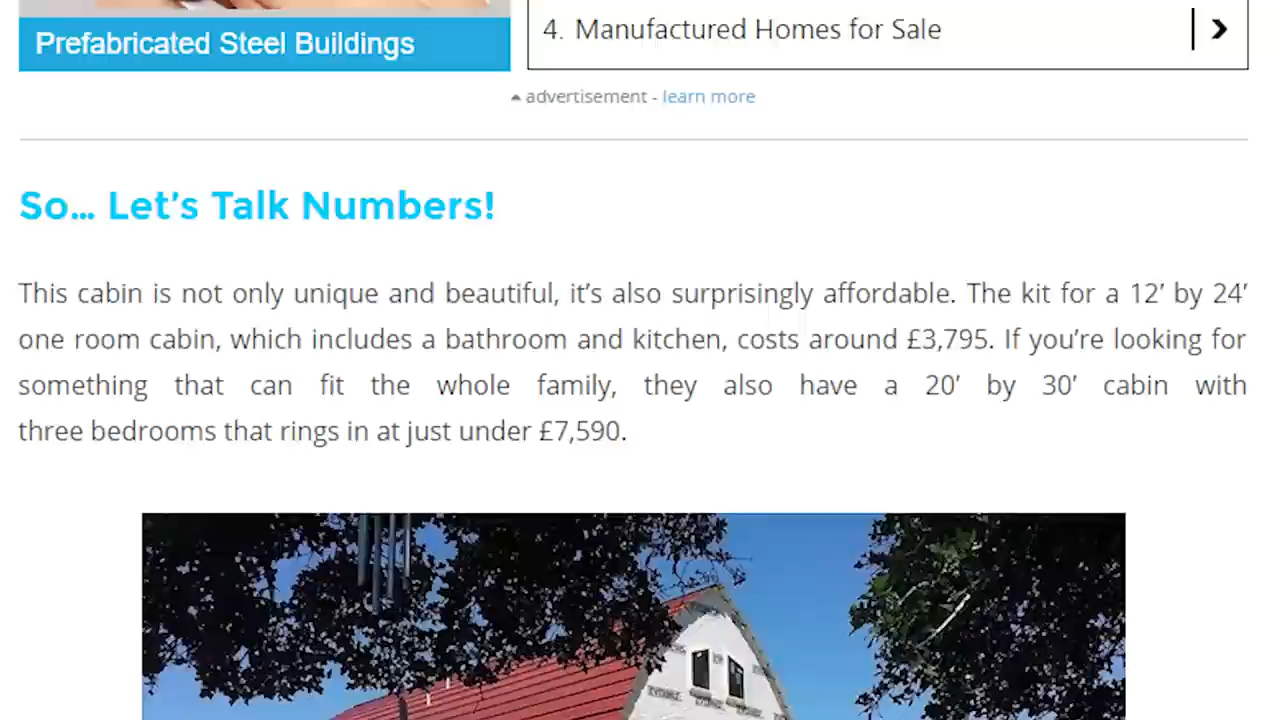 Prefabricated Steel Buildings
4. Manufactured Homes for Sale
advertisement - learn more
So… Let’s Talk Numbers!
This cabin is not only unique and beautiful, it’s also surprisingly affordable. The kit for a 12′ by 24′
one room cabin, which includes a bathroom and kitchen, costs around £3,795. If you’re looking for
something that can fit the whole family, they also have a 20′ by 30′ cabin with
three bedrooms that rings in at just under £7,590.